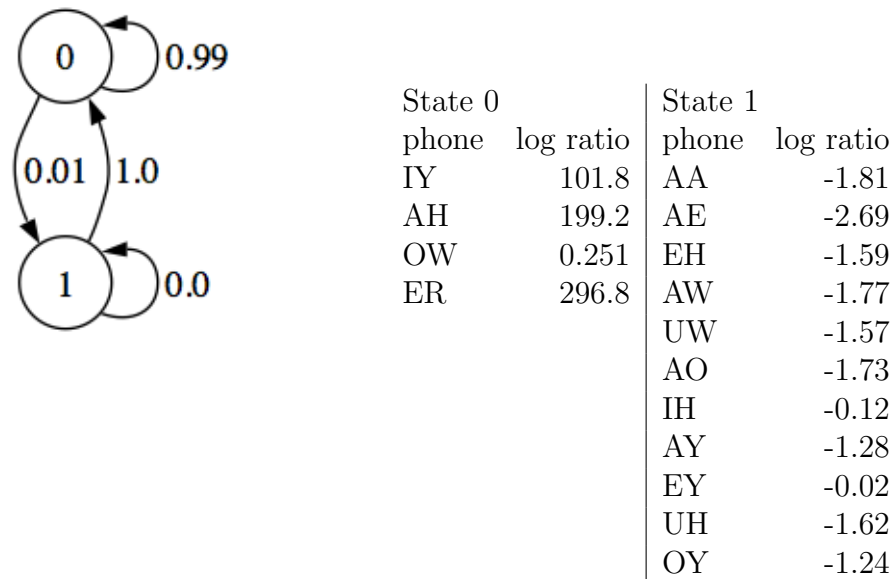 0 0.99
0.01 1.0
1 0.0
State 0 State 1
phone log ratio phone log ratio
IY 101.8 AA -1.81
AH 199.2 AE -2.69
OW 0.251 EH -1.59
ER 296.8 AW -1.77
UW -1.57
AO -1.73
IH -0.12
AY -1.28
EY -0.02
UH -1.62
OY -1.24